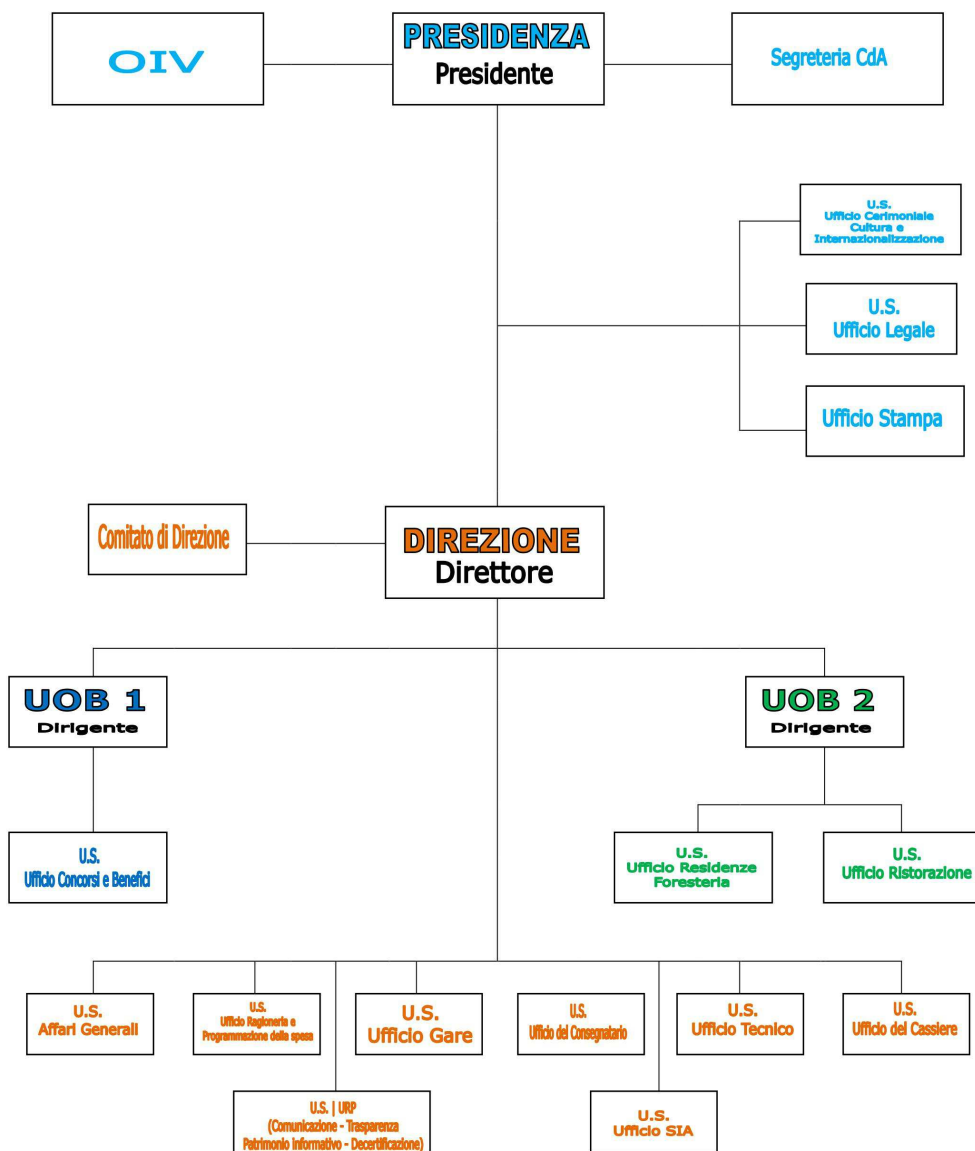 OIV
PRESIDENZA
Presidente
Segreteria CdA
U.S.
Ufficio Cerimoniale
Cultura e
Internazionalizzazione
U.S.
Ufficio Legale
Ufficio Stampa
Comitato di Direzione
DIREZIONE
Direttore
UOB 1
Dirigente
UOB 2
Dirigente
U.S.
Ufficio Concorsi e Benefici
U.S.
Ufficio Residenze
Foresteria
U.S.
Ufficio Ristorazione
U.S.
Affari Generali
U.S.
Ufficio Ragioneria e
Programmazione della spesa
U.S.
Ufficio Gare
U.S.
Ufficio del Consegnatario
U.S.
Ufficio Tecnico
U.S.
Ufficio del Cassiere
U.S. | URP
(Comunicazione - Trasparenza
Patrimonio informativo - Decertificazione)
U.S.
Ufficio SIA